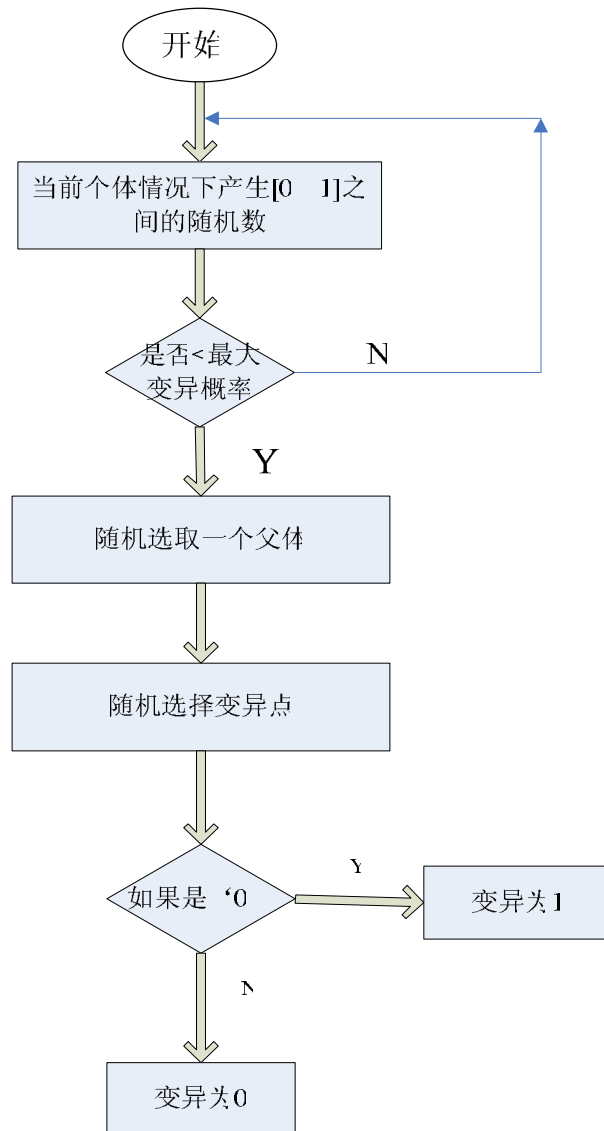 开始
当前个体情况下产生[0 1]之
间的随机数
是否<最大
变异概率
N
Y
随机选取一个父体
随机选择变异点
如果是‘0
Y
变异为1
N
变异为0